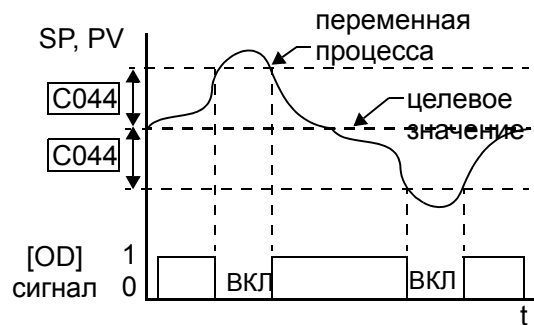 переменная
процесса
SP, PV
C044
целевое
значение
C044
[OD]
сигнал
1
0
ВКЛ
ВКЛ
t